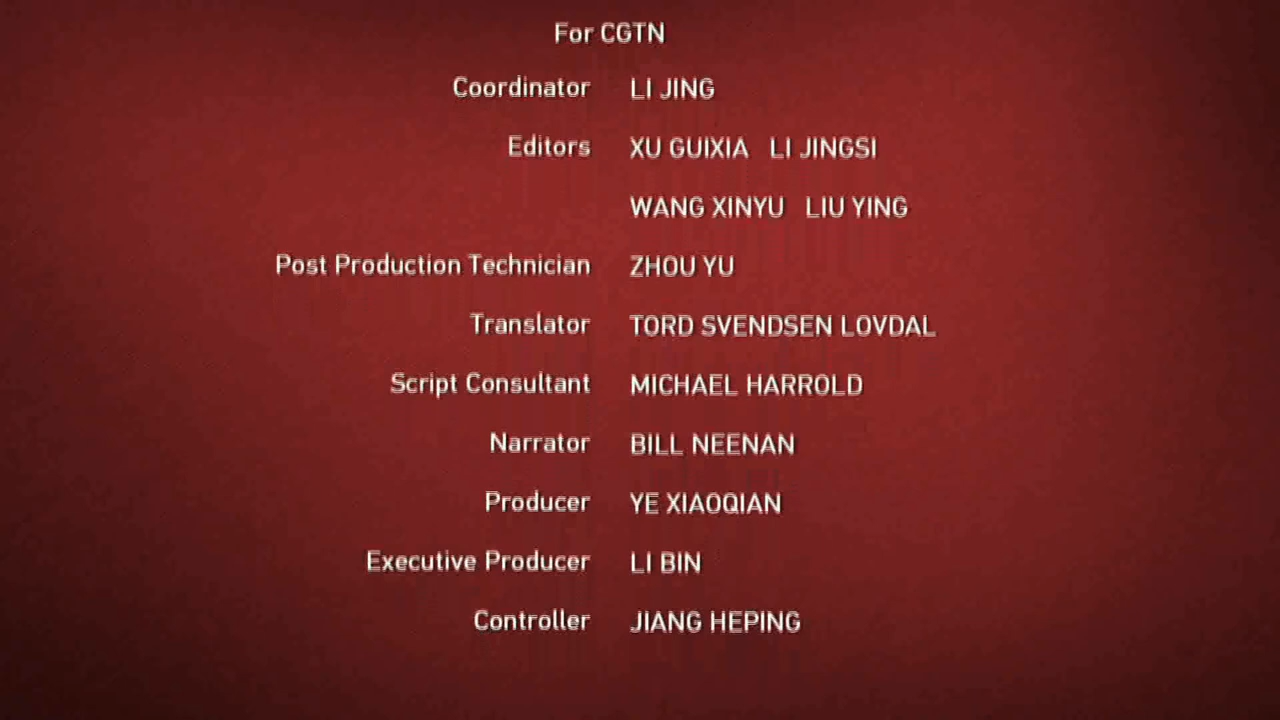 For CGTN
Coordinator LI JING
Editors XU GUIXIA LI JINGSI
WANG XINYU LIU YING
Post Production Technician ZHOU YU
Translator TORD SVENDSEN LOVDAL
Script Consultant MICHAEL HARROLD
Narrator BILL NEENAN
Producer YE XIAOQIAN
Executive Producer LI BIN
Controller JIANG HEPING